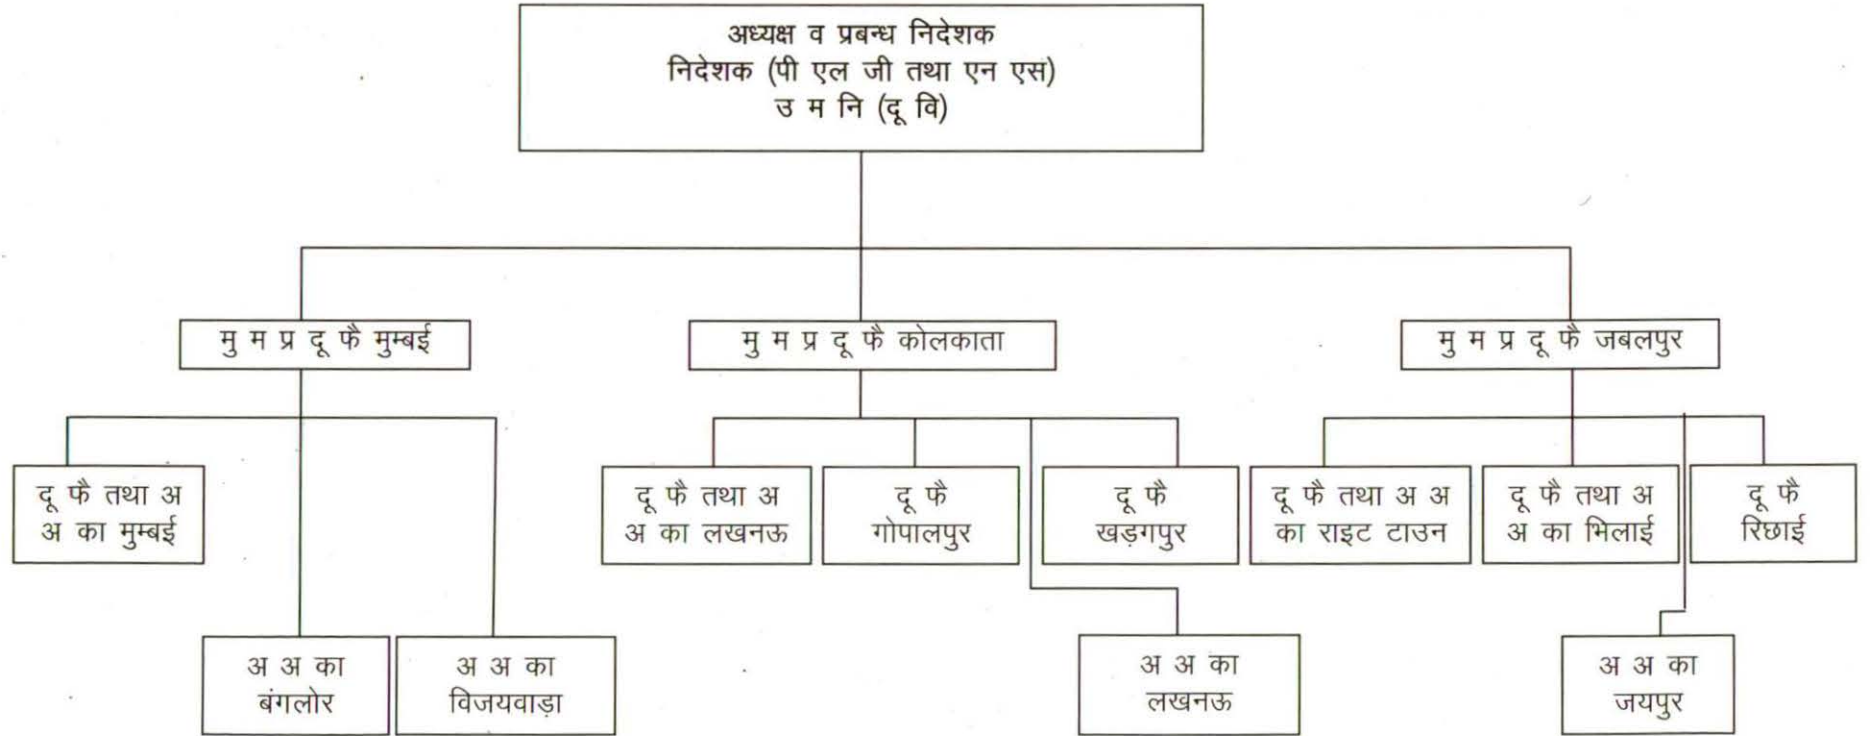 अध्यक्ष व प्रबन्ध निदेशक
निदेशक (पी एल जी तथा एन एस)
उ म नि (दू वि)
मु म प्र दू फै मुम्बई
मु म प्र दू फै कोलकाता
मु म प्र दू फै जबलपुर
दू फै तथा अ
अ का मुम्बई
दू फै तथा अ
अ का लखनऊ
दू फै
गोपालपुर
दू फै
खड़गपुर
दू फै तथा अ अ
का राइट टाउन
दू फै तथा अ
अ का भिलाई
दू फै
रिछाई
अ अ का
बंगलोर
अ अ का
विजयवाड़ा
अ अ का
लखनऊ
अ अ का
जयपुर